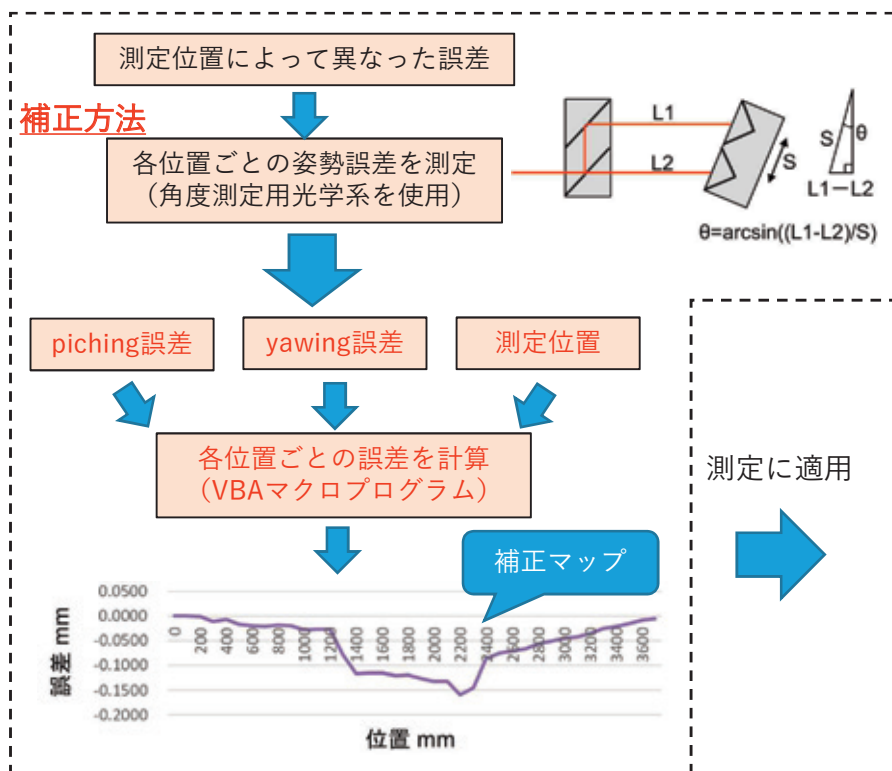 測定位置によって異なった誤差
補正方法
各位置ごとの姿勢誤差を測定
(角度測定用光学系を使用)
L1
L2
S
S
θ
L1－L2
θ=arcsin((L1-L2)/S)
piching誤差
yawing誤差
測定位置
各位置ごとの誤差を計算
(VBAマクロプログラム)
測定に適用
補正マップ
0.0500
0.0000
-0.0500
-0.1000
-0.1500
-0.2000
誤差 mm
0 200 400 600 800 1000 1200 1400 1600 1800 2000 2200 2400 2600 2800 3000 3200 3400 3600
位置 mm